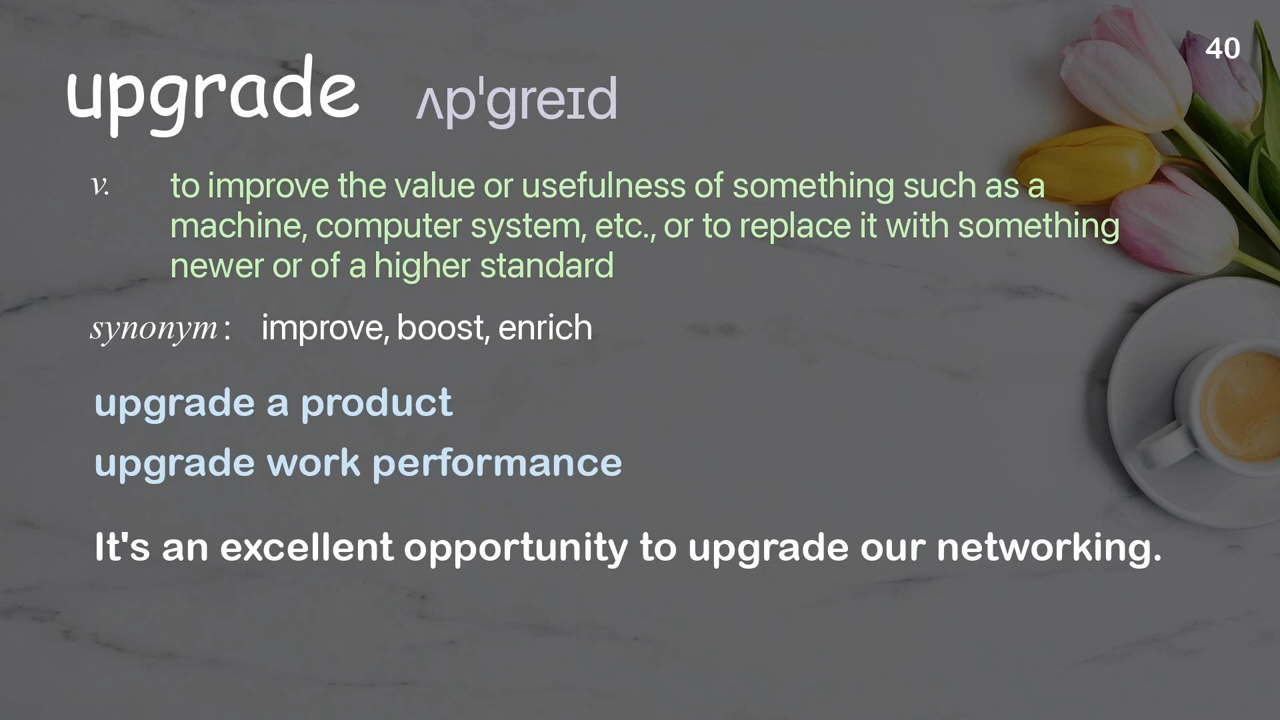 40
upgrade ʌpˈɡreɪd
v. to improve the value or usefulness of something such as a
machine, computer system, etc., or to replace it with something
newer or of a higher standard
synonym : improve, boost, enrich
upgrade a product
upgrade work performance
It's an excellent opportunity to upgrade our networking.